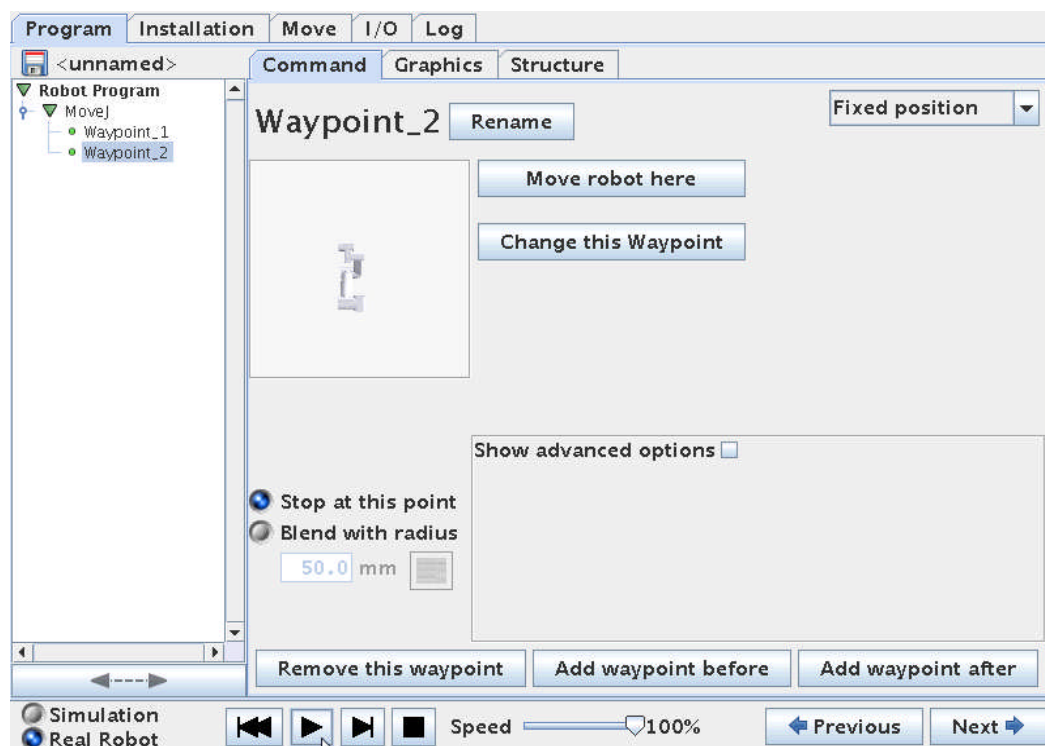 Program Installation Move I/O Log
<unnamed>
Command Graphics Structure
Robot Program
MoveJ
Waypoint_1
Waypoint_2
Waypoint_2 Rename
Fixed position
Move robot here
Change this Waypoint
Show advanced options
Stop at this point
Blend with radius
50.0 mm
Remove this waypoint Add waypoint before Add waypoint after
Simulation
Real Robot
Speed 100%
Previous Next